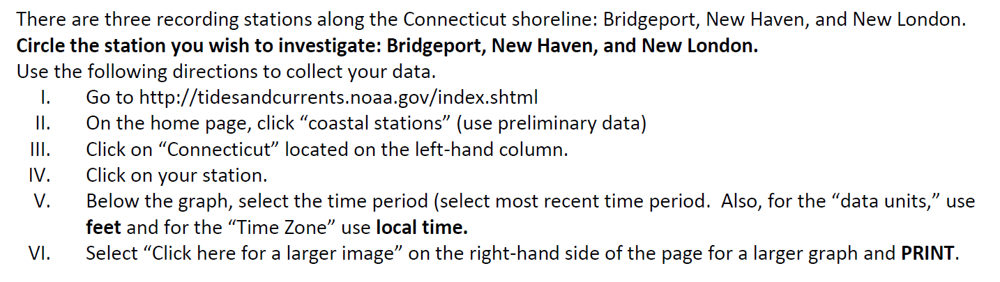 There are three recording stations along the Connecticut shoreline: Bridgeport, New Haven, and New London.
Circle the station you wish to investigate: Bridgeport, New Haven, and New London.
Use the following directions to collect your data.
I. Go to http://tidesandcurrents.noaa.gov/index.shtml
II. On the home page, click “coastal stations” (use preliminary data)
III. Click on “Connecticut” located on the left-hand column.
IV. Click on your station.
V. Below the graph, select the time period (select most recent time period.  Also, for the “data units,” use
feet and for the “Time Zone” use local time.
VI. Select “Click here for a larger image” on the right-hand side of the page for a larger graph and PRINT.